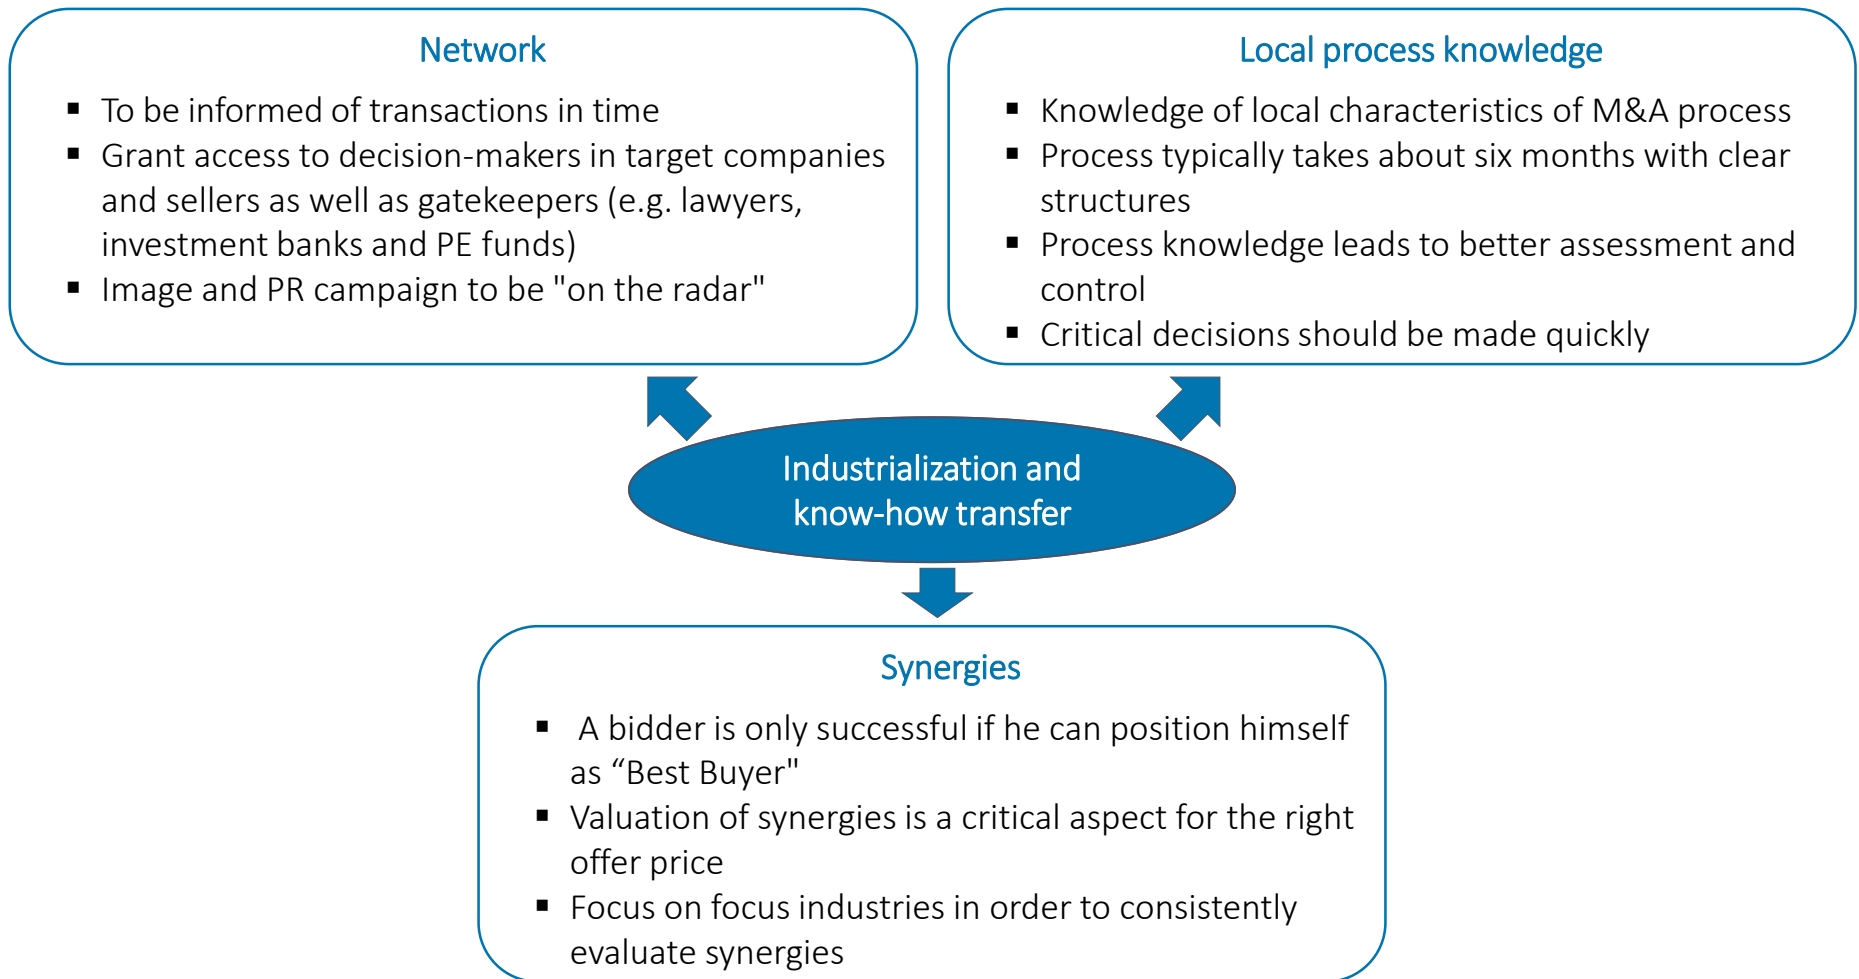 Network
▪ To be informed of transactions in time
▪ Grant access to decision-makers in target companies
and sellers as well as gatekeepers (e.g. lawyers,
investment banks and PE funds)
▪ Image and PR campaign to be "on the radar"
Local process knowledge
▪ Knowledge of local characteristics of M&A process
▪ Process typically takes about six months with clear
structures
▪ Process knowledge leads to better assessment and
control
▪ Critical decisions should be made quickly
Industrialization and
know-how transfer
Synergies
▪ A bidder is only successful if he can position himself
as “Best Buyer"
▪ Valuation of synergies is a critical aspect for the right
offer price
▪ Focus on focus industries in order to consistently
evaluate synergies